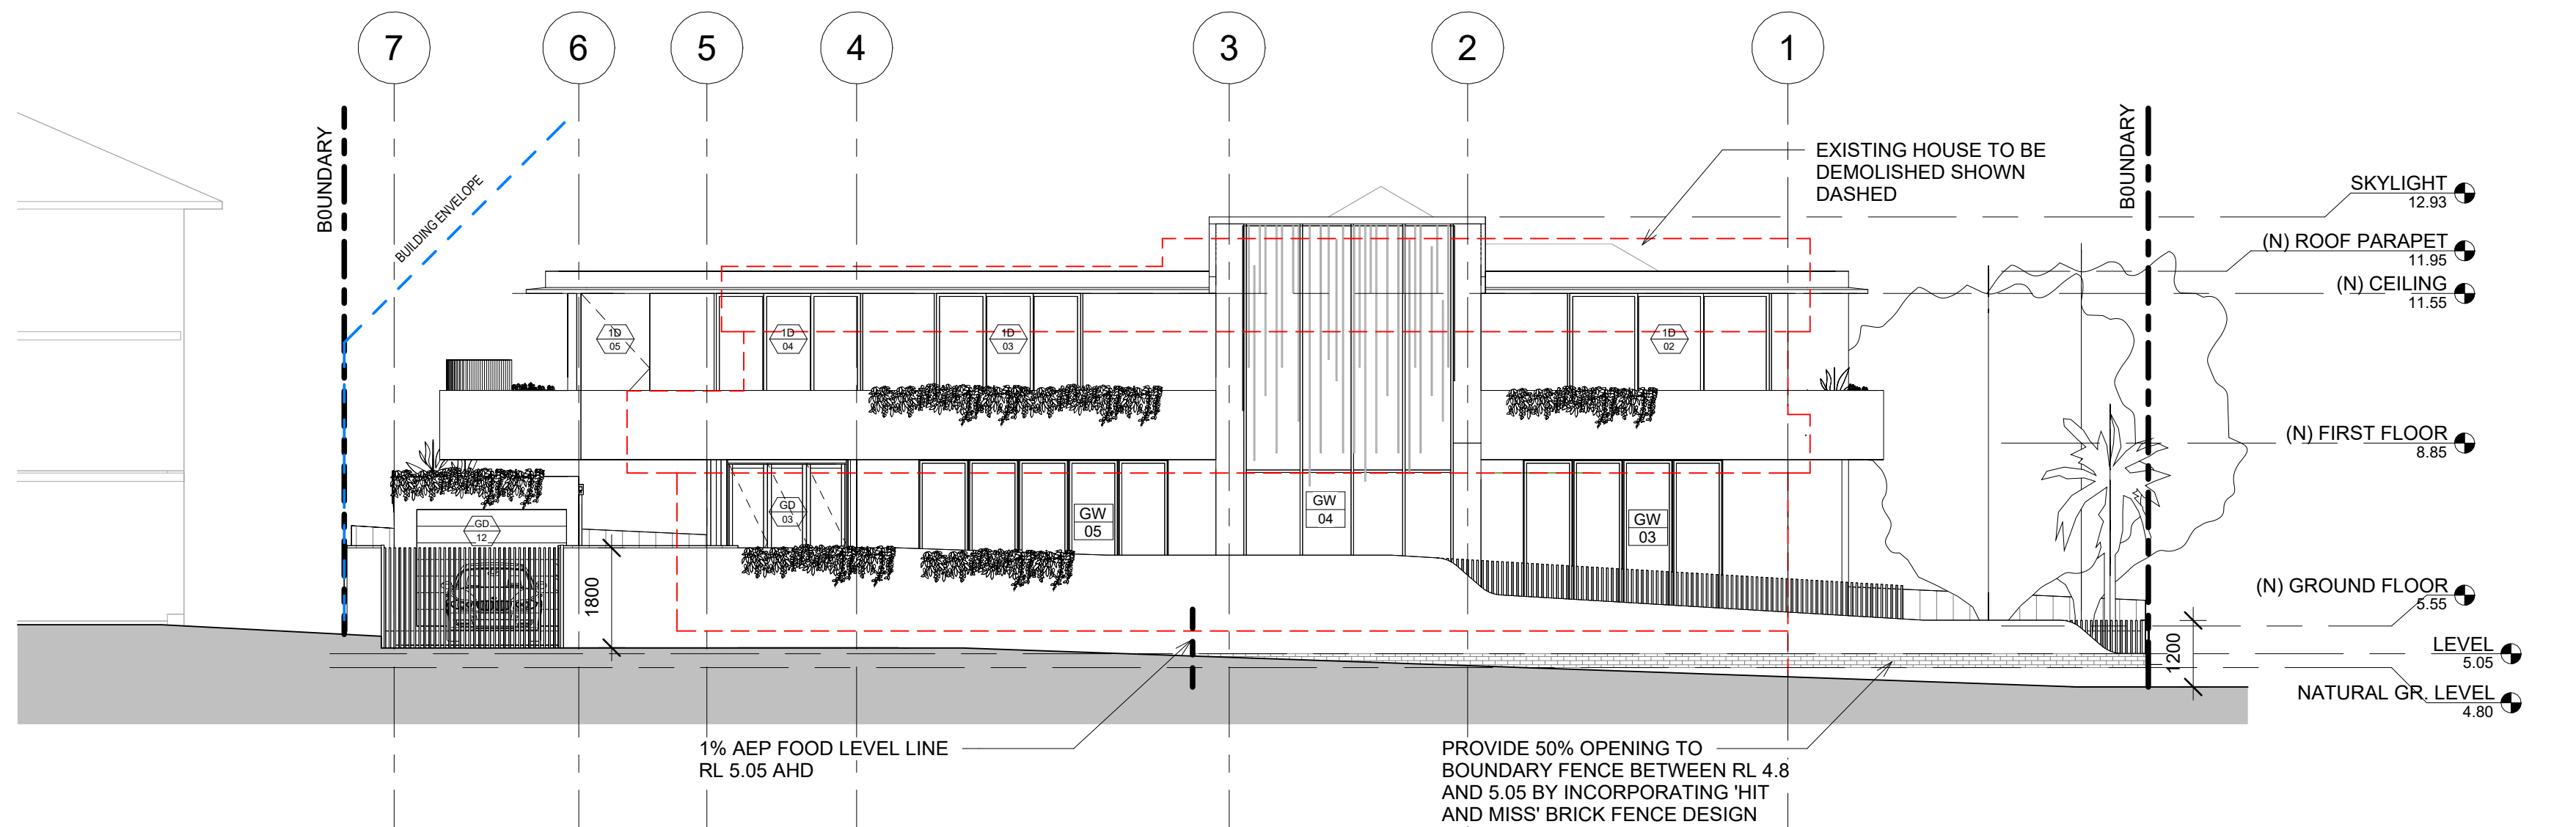 7
6
5
4
3
2
1
B0UNDARY
BUILDING ENVELOPE
EXISTING HOUSE TO BE
DEMOLISHED SHOWN
DASHED
B0UNDARY
SKYLIGHT
12.93
(N) ROOF PARAPET
11.95
(N) CEILING
11.55
1D
05
1D
04
1D
03
1D
02
(N) FIRST FLOOR
8.85
GD
12
GD
03
GW
05
GW
04
GW
03
1800
(N) GROUND FLOOR
5.55
1200
LEVEL
5.05
NATURAL GR. LEVEL
4.80
1% AEP FOOD LEVEL LINE
RL 5.05 AHD
PROVIDE 50% OPENING TO
BOUNDARY FENCE BETWEEN RL 4.8
AND 5.05 BY INCORPORATING 'HIT
AND MISS' BRICK FENCE DESIGN